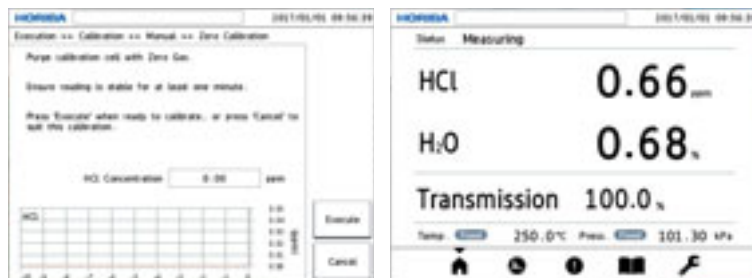 HORIBA
2017/01/01 09:56:39
Execution >> Calibration >> Manual >> Zero Calibration
Purge calibration cell with Zero Gas.
Ensure reading is stable for at least one minute.
Press 'Execute' when ready to calibrate, or press 'Cancel' to
quit this calibration.
HCl Concentration 0.00 ppm
HCl
Execute
Cancel
HORIBA
Status Measuring
HCl 0.66 ppm
H₂O 0.68 %
Transmission 100.0 %
Temp. 250.0℃ Press. 101.30 kPa